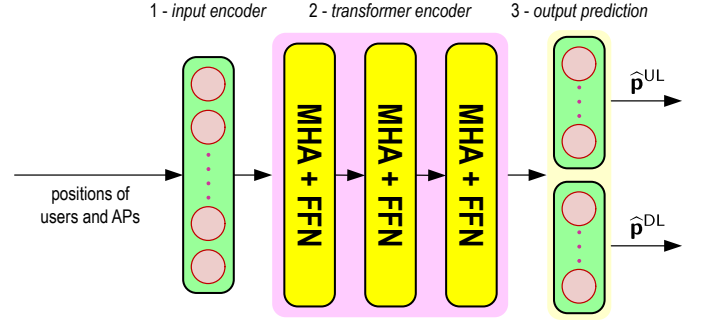 1 - input encoder
2 - transformer encoder
3 - output prediction
MHA + FFN
MHA + FFN
MHA + FFN
positions of
users and APs
p̂ᵁᴸ
p̂ᴰᴸ